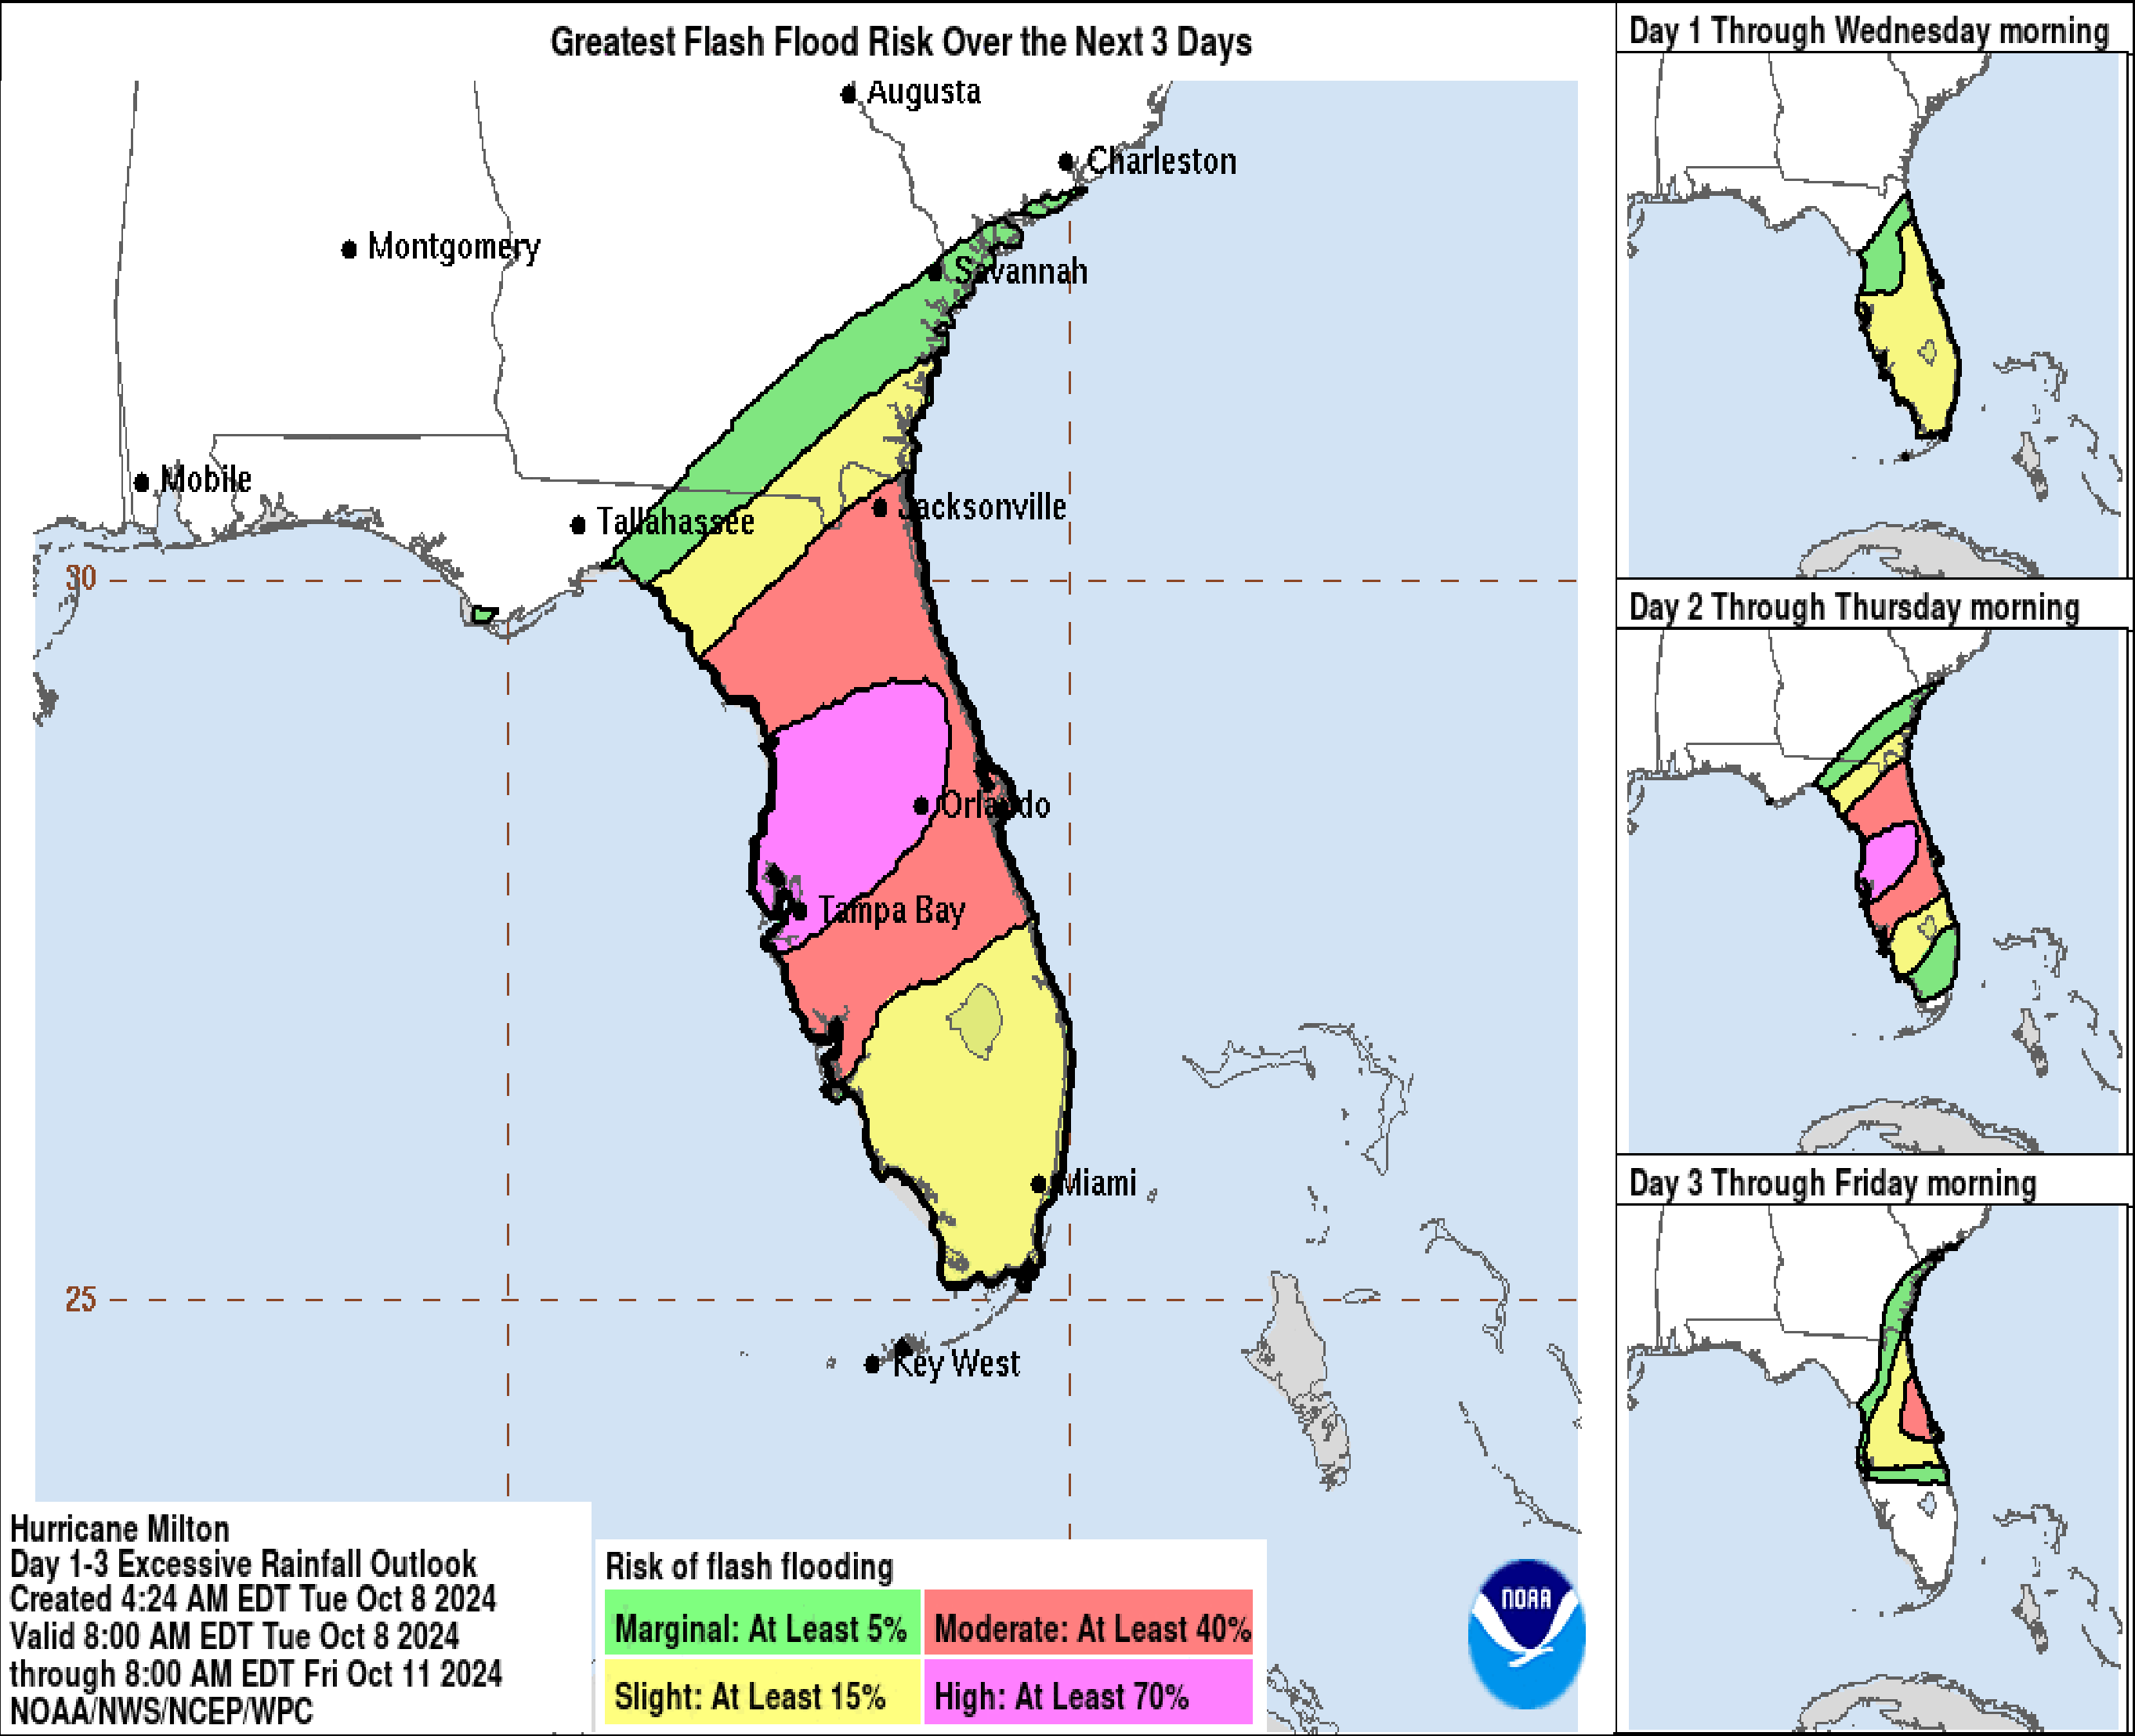 Greatest Flash Flood Risk Over the Next 3 Days
Augusta
Charleston
Montgomery
Savannah
Mobile
Tallahassee
Jacksonville
30
Orlando
Tampa Bay
Miami
25
Key West
Hurricane Milton
Day 1-3 Excessive Rainfall Outlook
Created 4:24 AM EDT Tue Oct 8 2024
Valid 8:00 AM EDT Tue Oct 8 2024
through 8:00 AM EDT Fri Oct 11 2024
NOAA/NWS/NCEP/WPC
Risk of flash flooding
Marginal: At Least 5%
Moderate: At Least 40%
Slight: At Least 15%
High: At Least 70%
NOAA
Day 1 Through Wednesday morning
Day 2 Through Thursday morning
Day 3 Through Friday morning